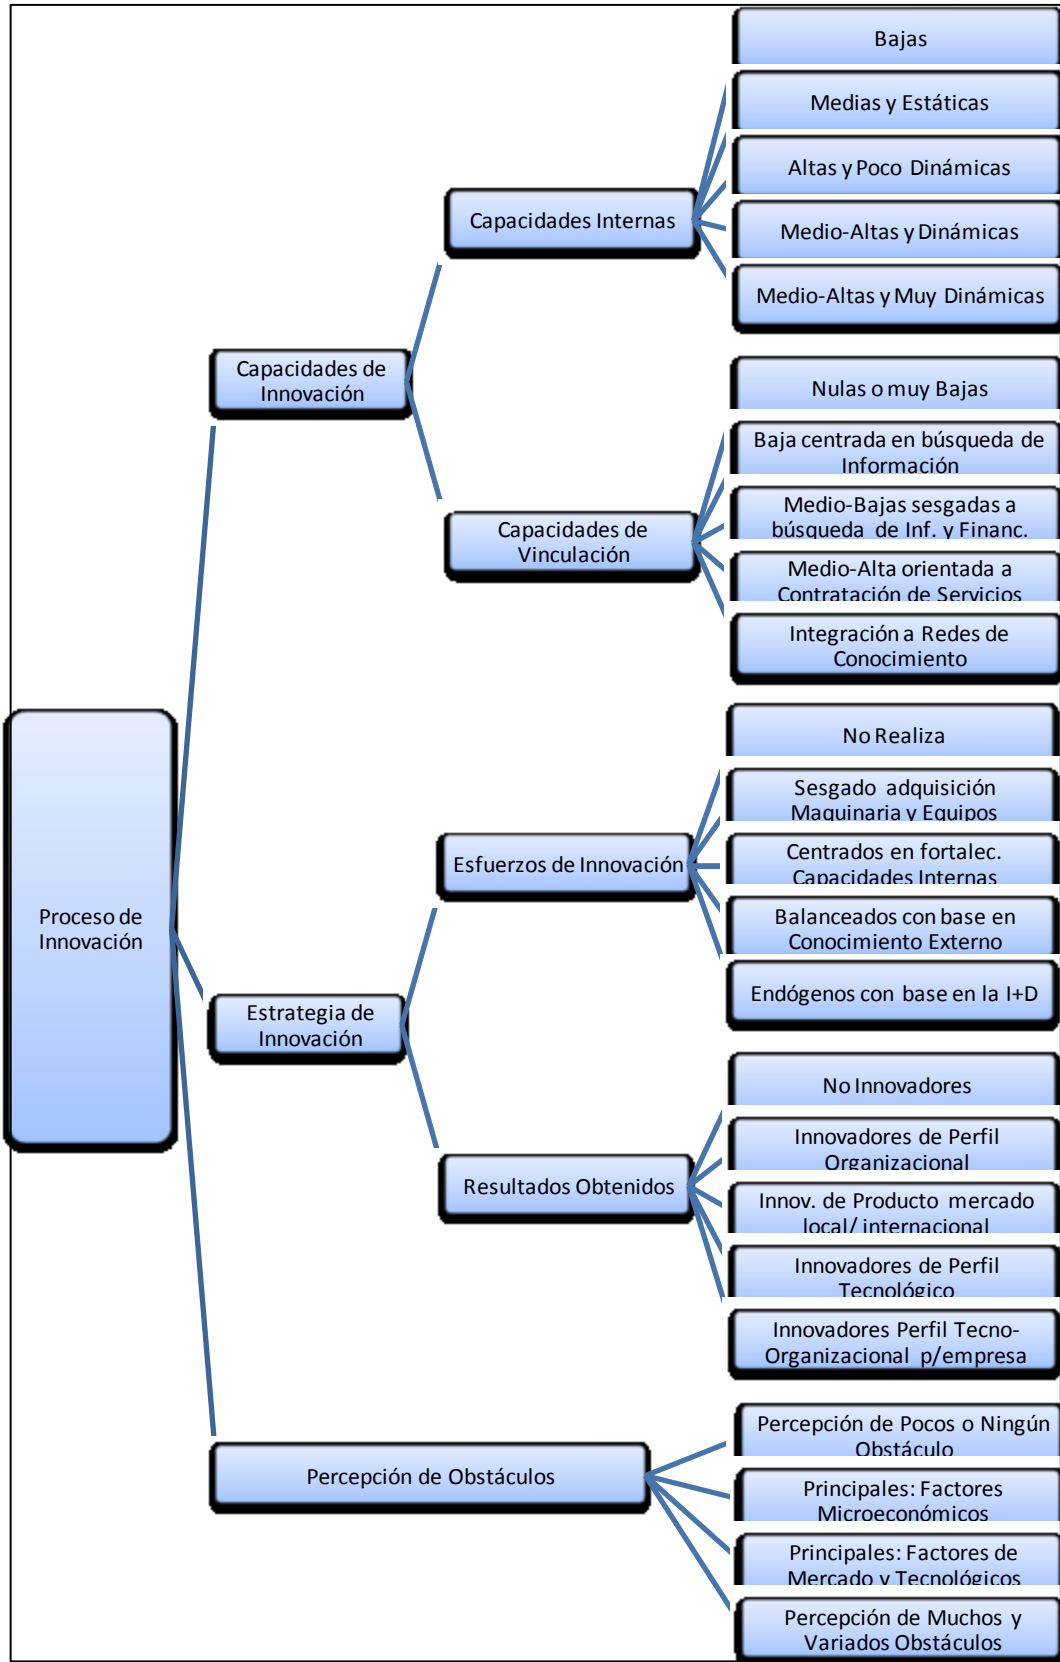 Proceso de
Innovación
Capacidades de
Innovación
Capacidades Internas
Bajas
Medias y Estáticas
Altas y Poco Dinámicas
Medio-Altas y Dinámicas
Medio-Altas y Muy Dinámicas
Capacidades de
Vinculación
Nulas o muy Bajas
Baja centrada en búsqueda de
Información
Medio-Bajas sesgadas a
búsqueda de Inf. y Financ.
Medio-Alta orientada a
Contratación de Servicios
Integración a Redes de
Conocimiento
Estrategia de
Innovación
Esfuerzos de Innovación
No Realiza
Sesgado adquisición
Maquinaria y Equipos
Centrados en fortalec.
Capacidades Internas
Balanceados con base en
Conocimiento Externo
Endógenos con base en la I+D
Resultados Obtenidos
No Innovadores
Innovadores de Perfil
Organizacional
Innov. de Producto mercado
local/ internacional
Innovadores de Perfil
Tecnológico
Innovadores Perfil Tecno-
Organizacional p/empresa
Percepción de Obstáculos
Percepción de Pocos o Ningún
Obstáculo
Principales: Factores
Microeconómicos
Principales: Factores de
Mercado y Tecnológicos
Percepción de Muchos y
Variados Obstáculos